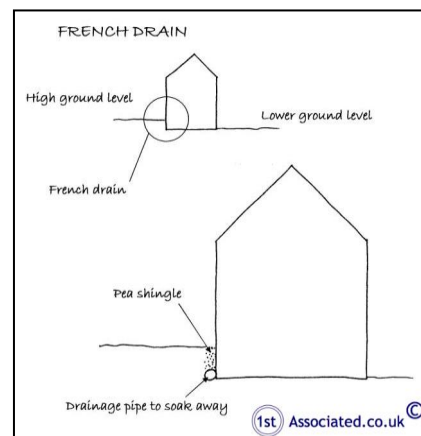 FRENCH DRAIN
High ground level
Lower ground level
French drain
Pea shingle
Drainage pipe to soak away
1st Associated.co.uk ©